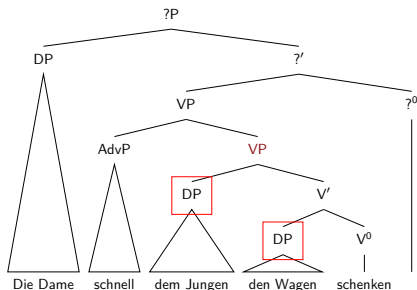 ?P
DP ?′
VP ?⁰
AdvP VP
DP V′
DP V⁰
Die Dame schnell dem Jungen den Wagen schenken